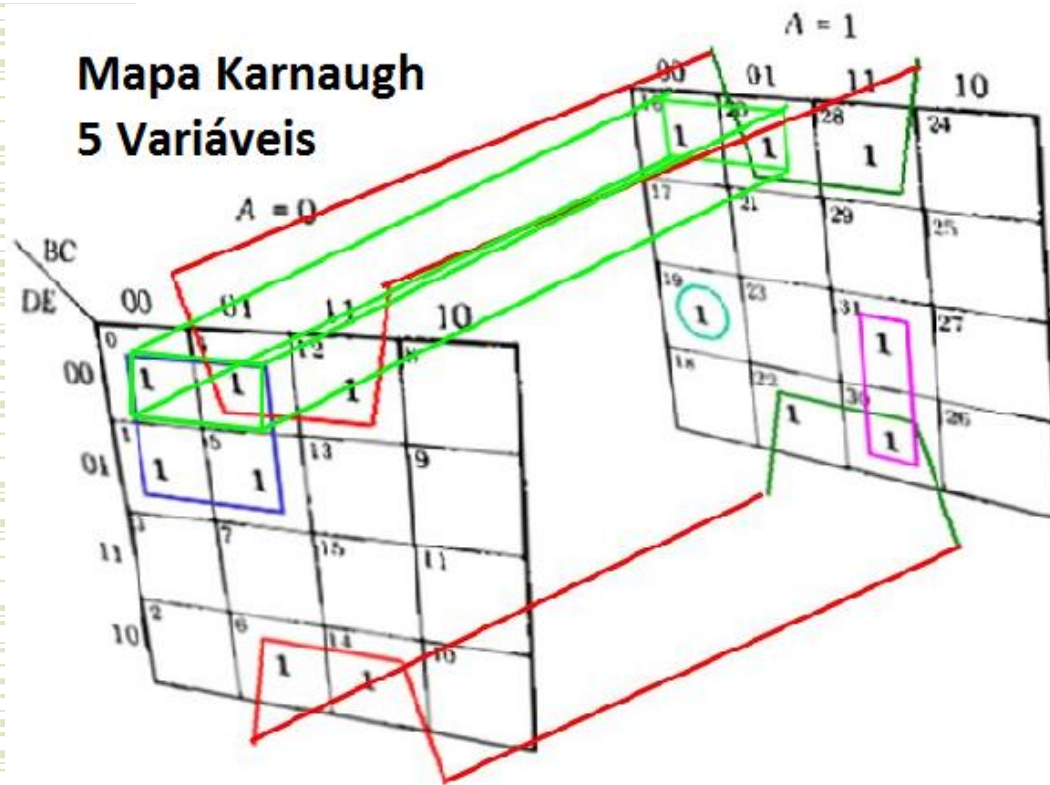 Mapa Karnaugh
5 Variáveis
A = 0
BC
DE
00 01 11 10
0 12
00 1 1 1
1 5 13 9
01 1 1
3 7 15 11
11
2 6 14 10
10 1 1
A = 1
00 01 11 10
16 20 28 24
1 1 1
17 21 29 25
19 23 31 27
1 1
18 22 30 26
1 1